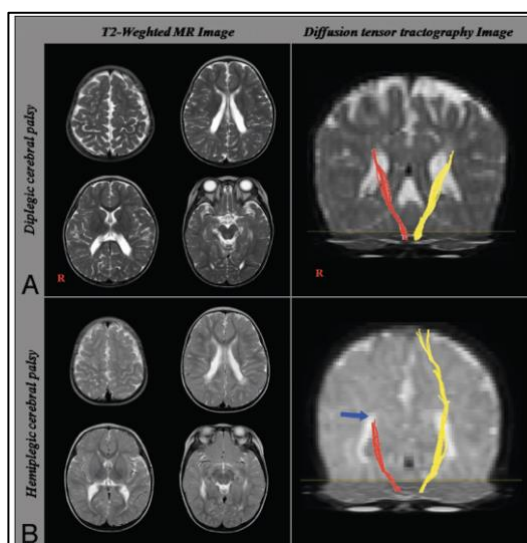 T2-Weghted MR Image
Diffusion tensor tractography Image
Diplegic cerebral palsy
R
A
R
Hemiplegic cerebral palsy
B